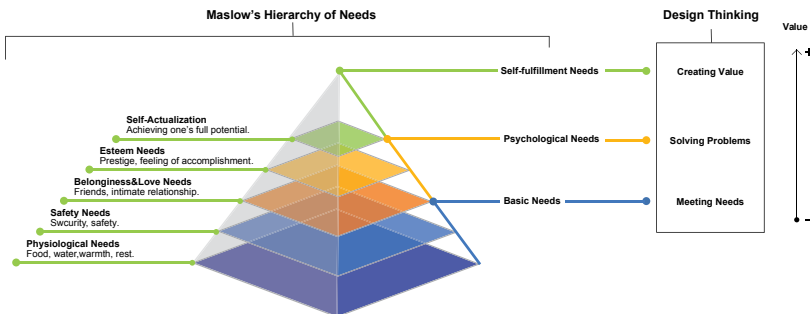 Maslow's Hierarchy of Needs
Design Thinking
Value
+
Self-fulfillment Needs
Creating Value
Self-Actualization
Achieving one's full potential.
Psychological Needs
Solving Problems
Esteem Needs
Prestige, feeling of accomplishment.
Belonginess&Love Needs
Friends, intimate relationship.
Basic Needs
Meeting Needs
Safety Needs
Swcurity, safety.
−
Physiological Needs
Food, water,warmth, rest.